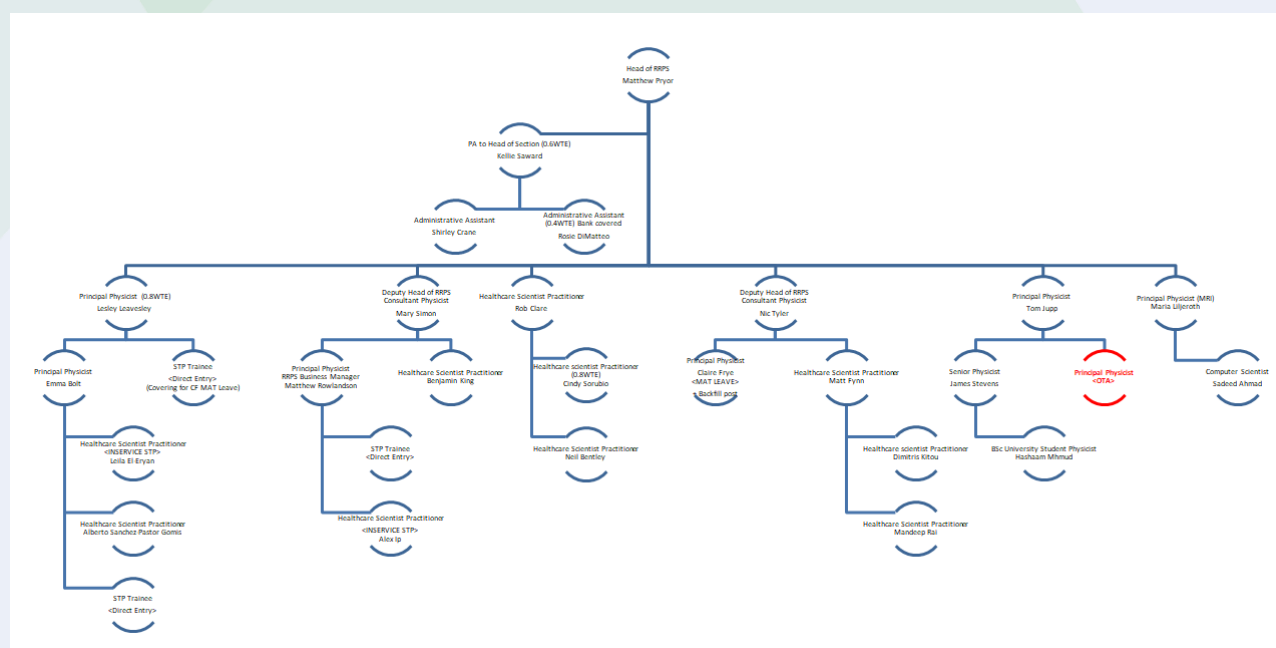 Head of RRPS
Matthew Pryor
PA to Head of Section (0.6WTE)
Kellie Saward
Administrative Assistant
Shirley Crane
Administrative Assistant
(0.4WTE) Bank covered
Rosie DiMatteo
Principal Physicist (0.8WTE)
Lesley Leavesley
Deputy Head of RRPS
Consultant Physicist
Mary Simon
Healthcare Scientist Practitioner
Rob Clare
Deputy Head of RRPS
Consultant Physicist
Nic Tyler
Principal Physicist
Tom Jupp
Principal Physicist (MRI)
Maria Liljeroth
Principal Physicist
Emma Bolt
STP Trainee
<Direct Entry>
(Covering for CF MAT Leave)
Principal Physicist
RRPS Business Manager
Matthew Rowlandson
Healthcare Scientist Practitioner
Benjamin King
Healthcare scientist Practitioner
(0.8WTE)
Cindy Sorubio
Principal Physicist
Claire Frye
<MAT LEAVE>
+ Backfill post
Healthcare Scientist Practitioner
Matt Fynn
Senior Physicist
James Stevens
Principal Physicist
<OTA>
Computer Scientist
Sadeed Ahmad
Healthcare Scientist Practitioner
<INSERVICE STP>
Leila El Eryan
STP Trainee
<Direct Entry>
Healthcare Scientist Practitioner
Neil Bentley
Healthcare scientist Practitioner
Dimitris Kitou
BSc University Student Physicist
Hashaam Mhmud
Healthcare Scientist Practitioner
Alberto Sanchez-Pastor Gomis
Healthcare Scientist Practitioner
<INSERVICE STP>
Alex Ip
Healthcare Scientist Practitioner
Mandeep Rai
STP Trainee
<Direct Entry>